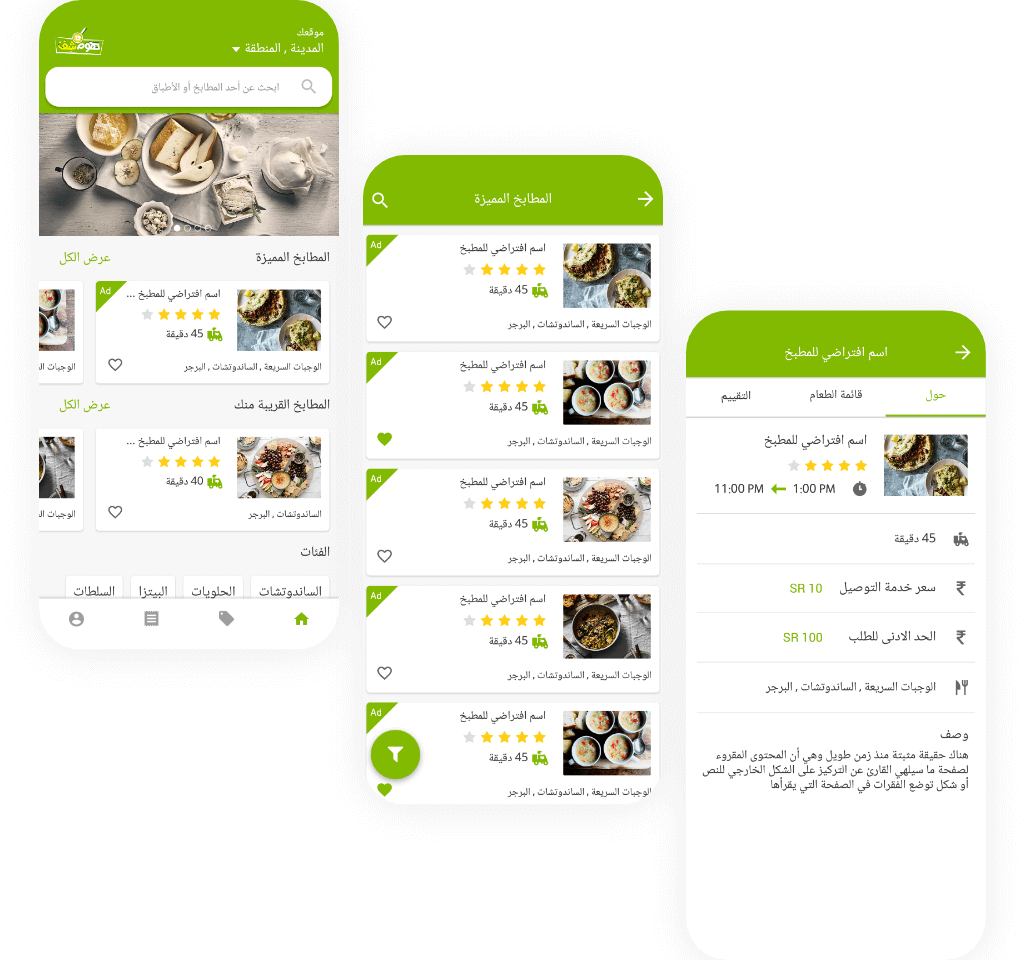 موقعك
المدينة , المنطقة
هوم شف
ابحث عن أحد المطابخ أو الأطباق
المطابخ المميزة
عرض الكل
اسم افتراضي للمطبخ ...
Ad
45 دقيقة
الوجبات السريعة , الساندوتشات , البرجر
الوجبا
المطابخ القريبة منك
عرض الكل
اسم افتراضي للمطبخ ...
40 دقيقة
الساندوتشات , البرجر
الوجبا
الفئات
الساندوتشات
الحلويات
البيتزا
السلطات
المطابخ المميزة
Ad
اسم افتراضي للمطبخ
45 دقيقة
الوجبات السريعة , الساندوتشات , البرجر
Ad
اسم افتراضي للمطبخ
45 دقيقة
الوجبات السريعة , الساندوتشات , البرجر
Ad
اسم افتراضي للمطبخ
45 دقيقة
الوجبات السريعة , الساندوتشات , البرجر
Ad
اسم افتراضي للمطبخ
45 دقيقة
الوجبات السريعة , الساندوتشات , البرجر
Ad
اسم افتراضي للمطبخ
45 دقيقة
الوجبات السريعة , الساندوتشات , البرجر
اسم افتراضي للمطبخ
حول
قائمة الطعام
التقييم
اسم افتراضي للمطبخ
1:00 PM
11:00 PM
45 دقيقة
سعر خدمة التوصيل
SR 10
الحد الادنى للطلب
SR 100
الوجبات السريعة , الساندوتشات , البرجر
وصف
هناك حقيقة مثبتة منذ زمن طويل وهي أن المحتوى المقروء
لصفحة ما سيلهي القارئ عن التركيز على الشكل الخارجي للنص
أو شكل توضع الفقرات في الصفحة التي يقرأها